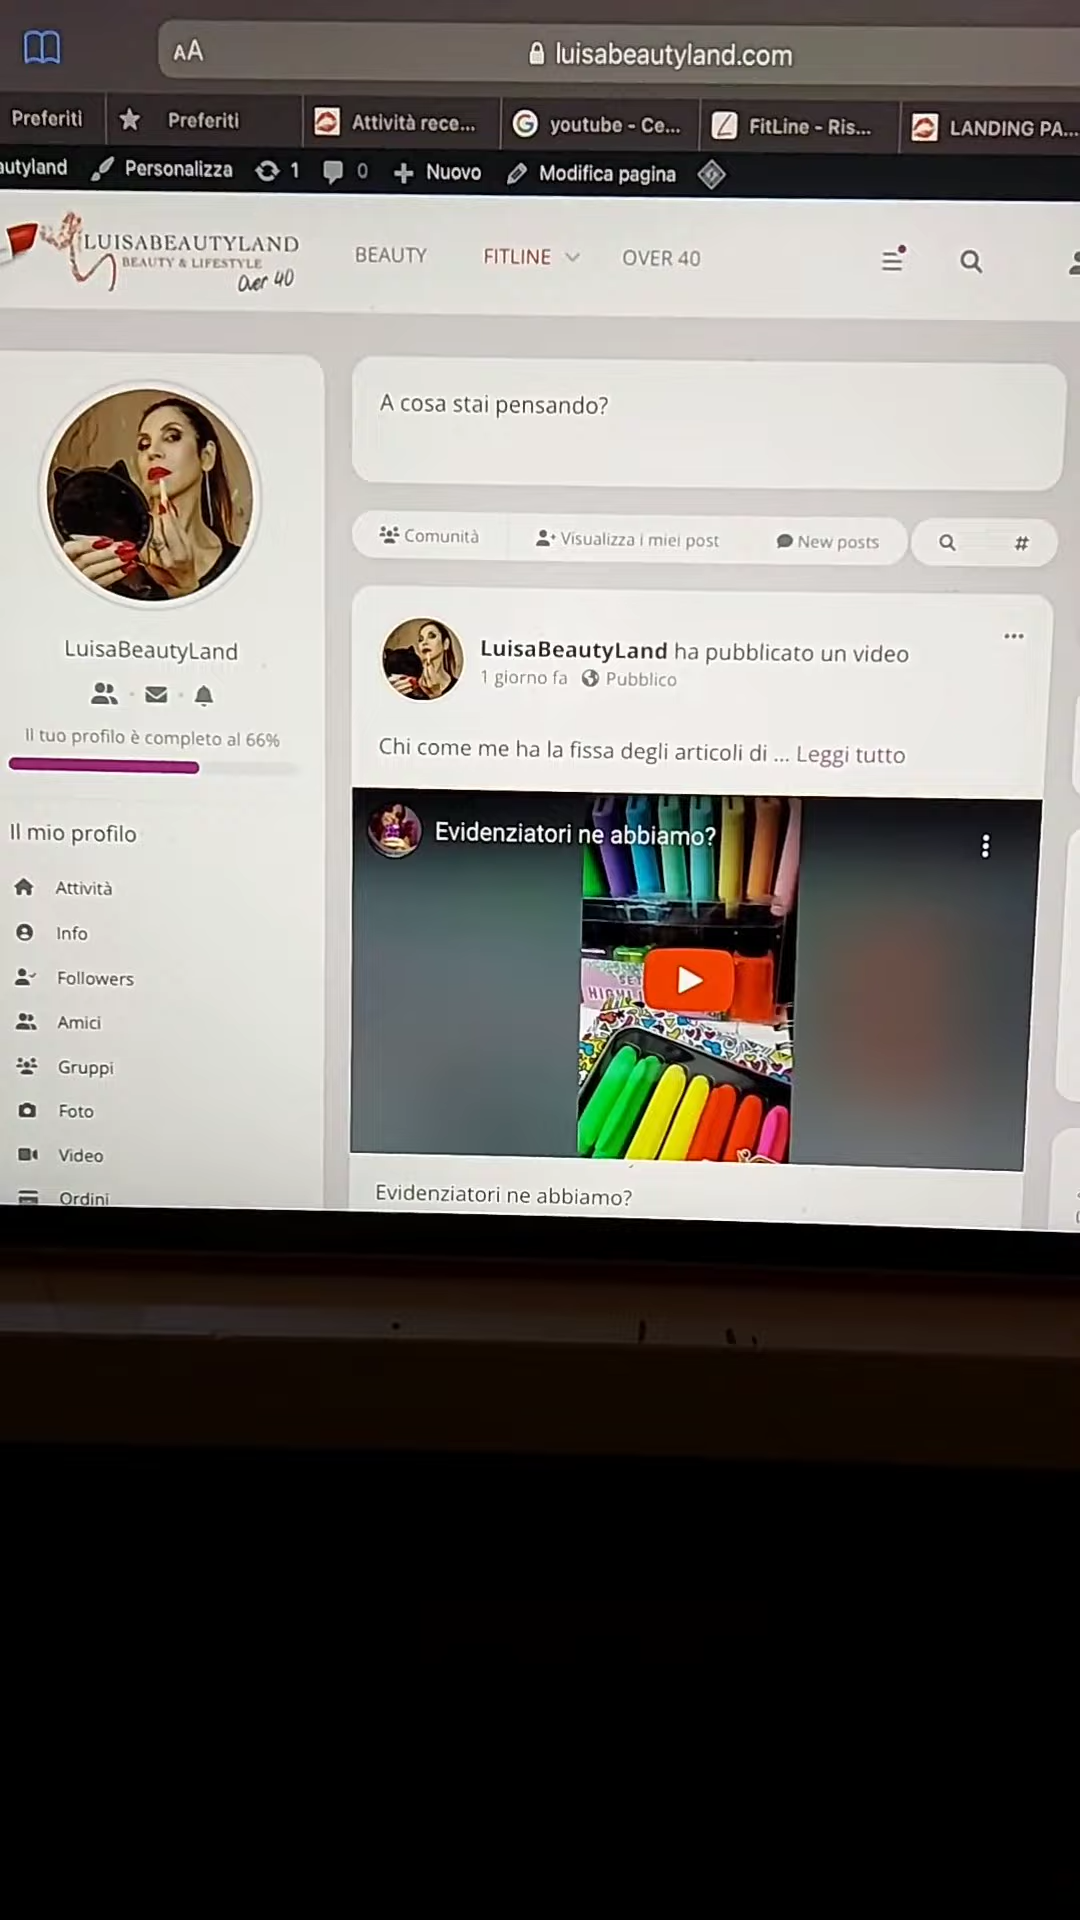 AA
luisabeautyland.com
Preferiti
Preferiti
Attività rece...
youtube - Ce...
FitLine - Ris...
LANDING PA...
autyland
Personalizza
1
0
Nuovo
Modifica pagina
LUISABEAUTYLAND
BEAUTY & LIFESTYLE
Over 40
BEAUTY
FITLINE
OVER 40
A cosa stai pensando?
Comunità
Visualizza i miei post
New posts
#
LuisaBeautyLand
Il tuo profilo è completo al 66%
Il mio profilo
Attività
Info
Followers
Amici
Gruppi
Foto
Video
Ordini
LuisaBeautyLand ha pubblicato un video
1 giorno fa
Pubblico
Chi come me ha la fissa degli articoli di ... Leggi tutto
Evidenziatori ne abbiamo?
SET
Evidenziatori ne abbiamo?